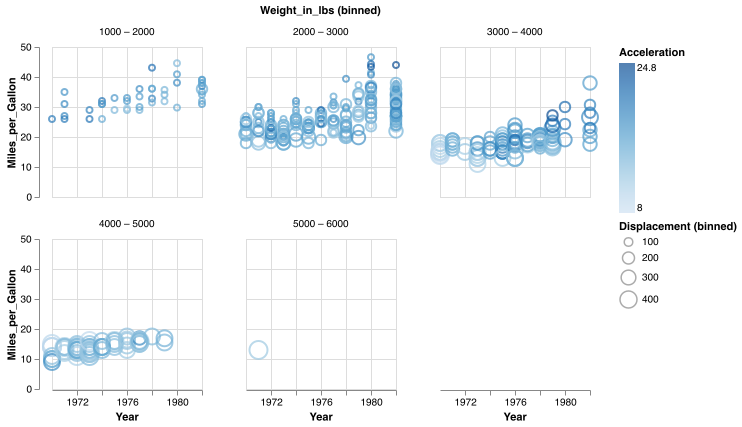 Weight_in_lbs (binned)
1000 – 2000
2000 – 3000
3000 – 4000
Miles_per_Gallon
50
40
30
20
10
0
4000 – 5000
5000 – 6000
Miles_per_Gallon
50
40
30
20
10
0
1972
1976
1980
Year
1972
1976
1980
Year
1972
1976
1980
Year
Acceleration
24.8
8
Displacement (binned)
100
200
300
400